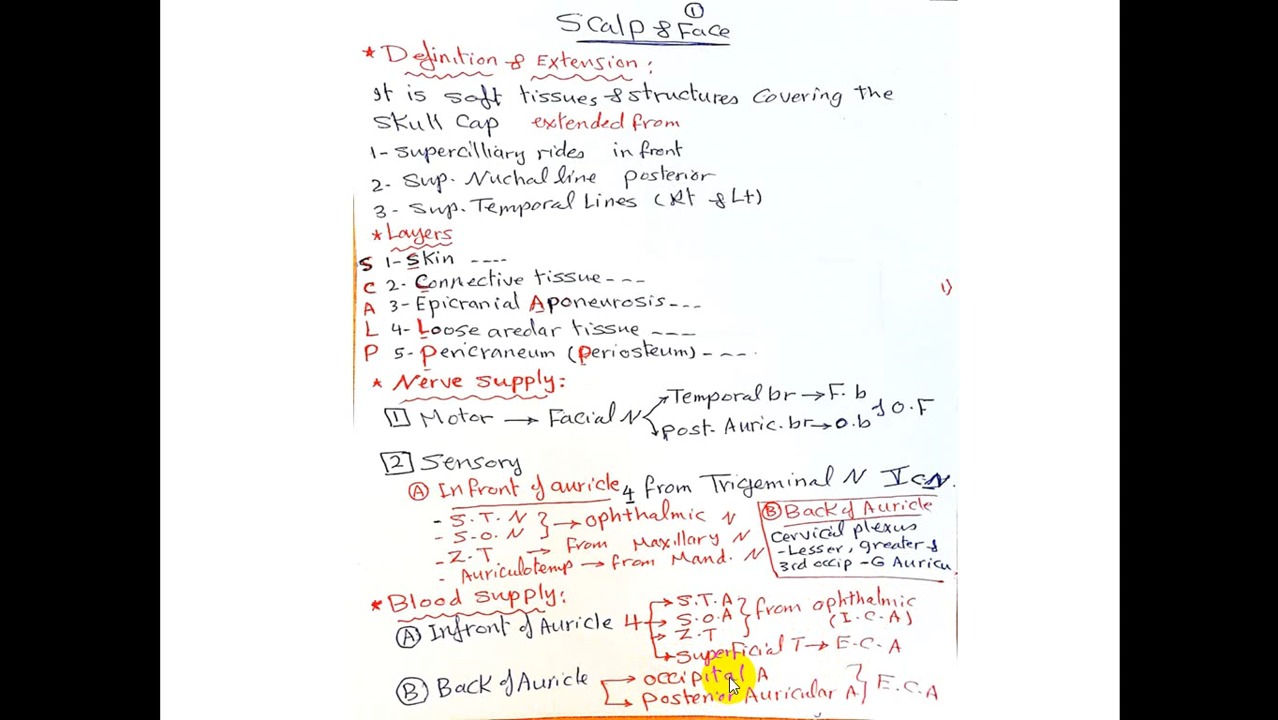 ①
Scalp & Face
* Definition & Extension:
It is soft tissues & structures Covering the
Skull Cap extended from
1- Supercilliary rides in front
2- Sup. Nuchal line posterior
3- Sup. Temporal Lines (Rt & Lt)
* Layers
S 1- Skin ----
C 2- Connective tissue ---
A 3- Epicranial Aponeurosis ---
L 4- Loose aredar tissue ---
P 5- Pericraneum (Periosteum) ---
1)
* Nerve supply:
1 Motor → Facial N
Temporal br → F. b
Post. Auric. br → O. b
} O. F
2 Sensory
Ⓐ Infront of auricle 4 from Trigeminal N V C N.
- S. T. N
- S. O. N } → ophthalmic N
- Z. T → From Maxillary N
- Auriculotemp → from Mand. N
Ⓑ Back of Auricle
Cervical plexus
- Lesser, greater &
3rd occip - G Auricu
* Blood supply:
Ⓐ Infront of Auricle 4
→ S. T. A
→ S. O. A
→ Z. T
} from ophthalmic
(I. C. A)
→ Superficial T → E. C. A
Ⓑ Back of Auricle
→ occipital A
→ Posterior Auricular A
} E. C. A